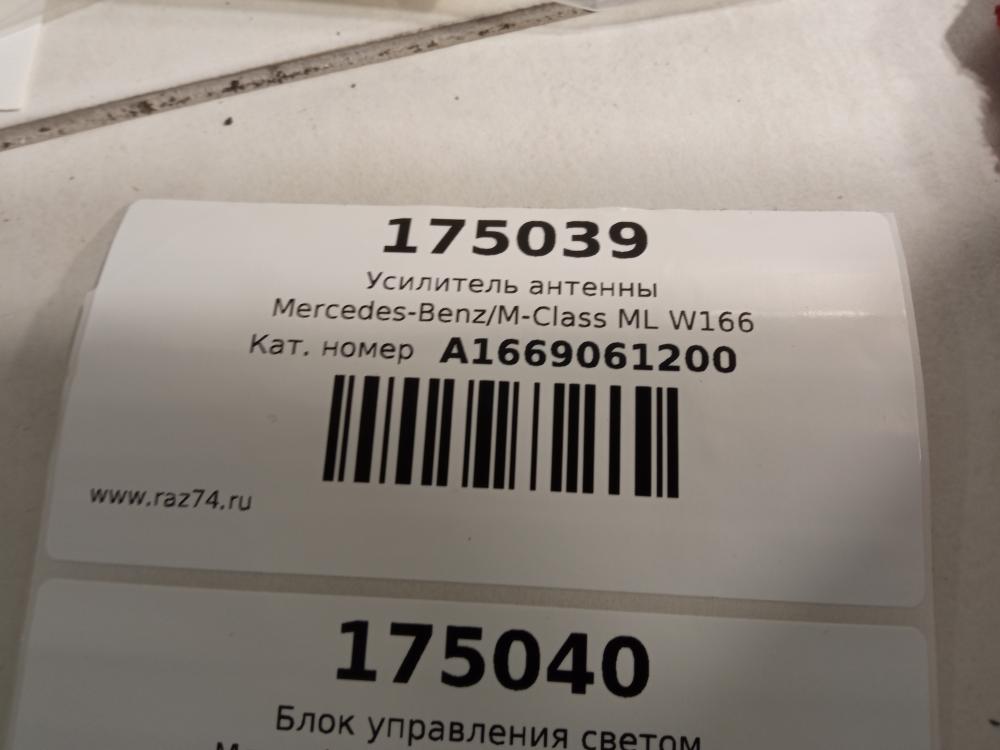 175039
Усилитель антенны
Mercedes-Benz/M-Class ML W166
Кат. номер A1669061200
www.raz74.ru
175040
Блок управления светом